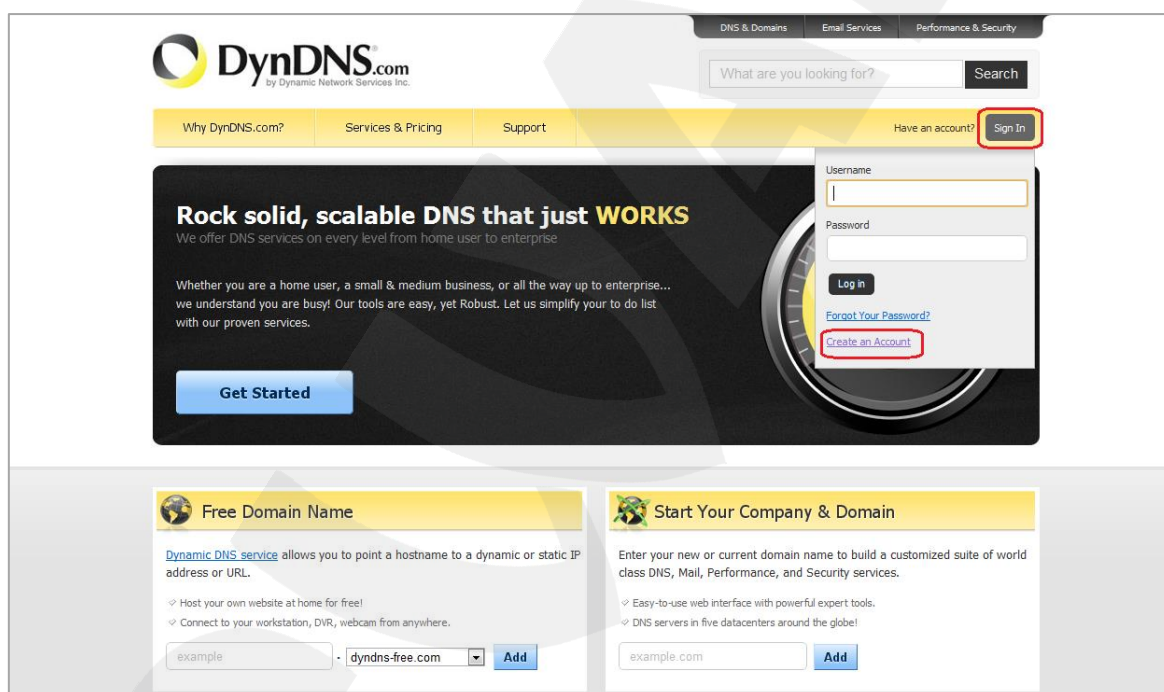 DNS & Domains Email Services Performance & Security
DynDNS.com
by Dynamic Network Services Inc.
What are you looking for? Search
Why DynDNS.com? Services & Pricing Support Have an account? Sign In
Username
Password
Log in
Forgot Your Password?
Create an Account
Rock solid, scalable DNS that just WORKS
We offer DNS services on every level from home user to enterprise
Whether you are a home user, a small & medium business, or all the way up to enterprise...
we understand you are busy! Our tools are easy, yet Robust. Let us simplify your to do list
with our proven services.
Get Started
Free Domain Name
Dynamic DNS service allows you to point a hostname to a dynamic or static IP
address or URL.
Host your own website at home for free!
Connect to your workstation, DVR, webcam from anywhere.
example . dyndns-free.com Add
Start Your Company & Domain
Enter your new or current domain name to build a customized suite of world
class DNS, Mail, Performance, and Security services.
Easy-to-use web interface with powerful expert tools.
DNS servers in five datacenters around the globe!
example.com Add